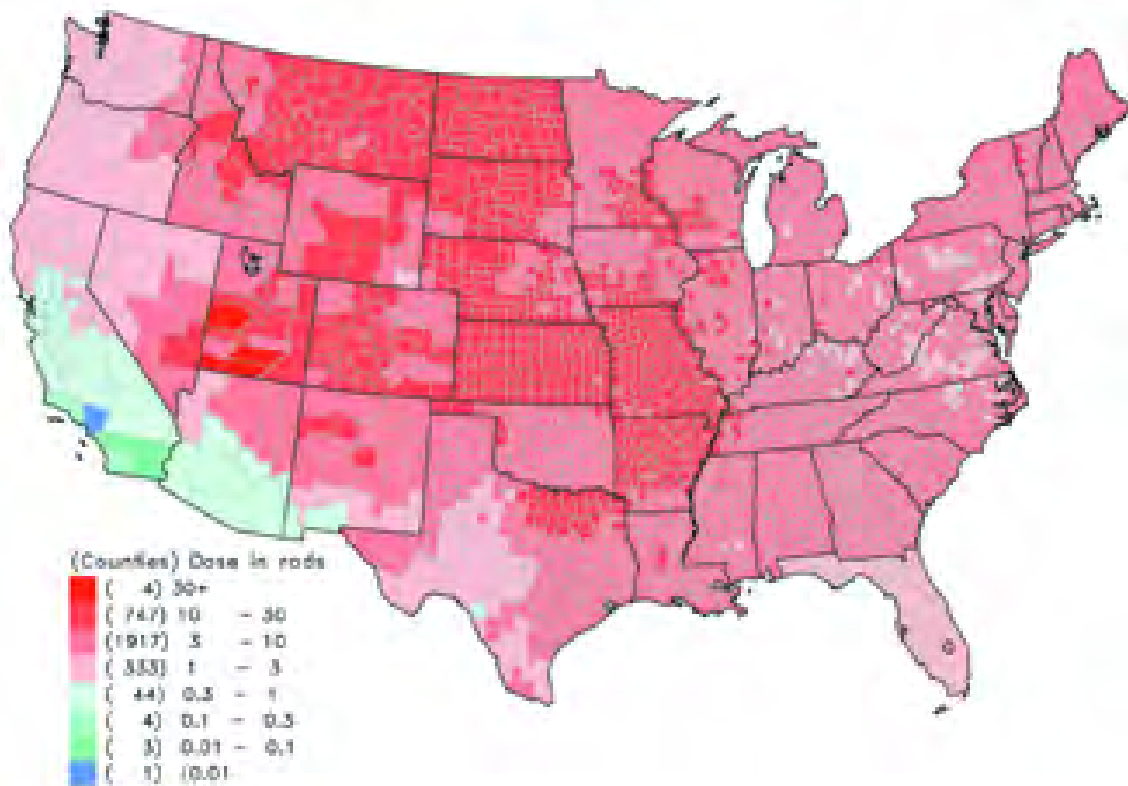 (Counties) Dose in rads
( 4) 30+
( 747) 10 - 30
(1917) 3 - 10
( 333) 1 - 3
( 44) 0.3 - 1
( 4) 0.1 - 0.3
( 3) 0.01 - 0.1
( 1) <0.01